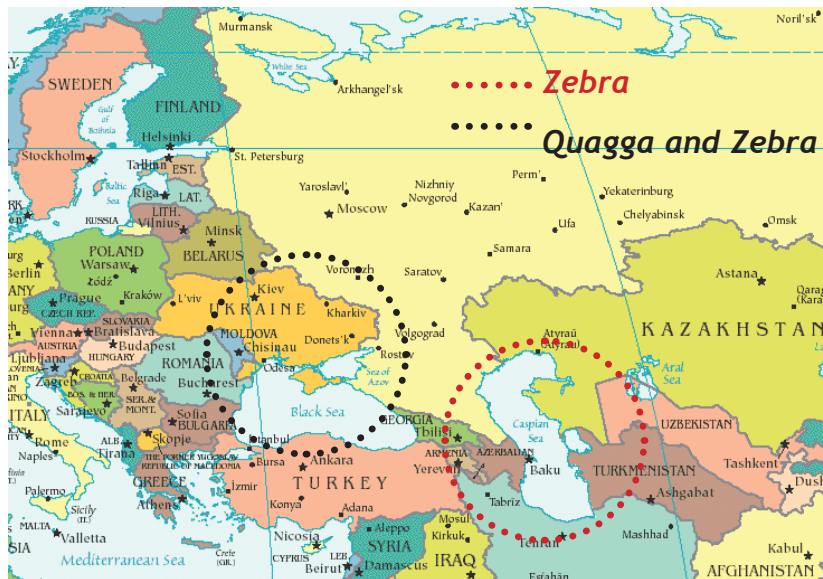 Murmansk
Noril'sk
White Sea
Arkhangel'sk
Zebra
Quagga and Zebra
SWEDEN
FINLAND
Gulf
of
Bothnia
Helsinki
Stockholm
Tallinn
EST.
St. Petersburg
Baltic
Sea
Riga
LAT.
LITH.
Vilnius
RUSSIA
Yaroslavl
Nizhniy
Novgorod
Moscow
Kazan'
Perm'
Yekaterinburg
Chelyabinsk
Ufa
Omsk
Samara
Saratov
Minsk
BELARUS
POLAND
Warsaw
Łódź
Berlin
Kraków
Prague
CZECH REP.
L'viv
Kiev
UKRAINE
Voronezh
Kharkiv
Donets'k
Volgograd
Rostov
Astana
KAZAKHSTAN
Atyraū
(Atyrau)
Aral
Sea
SLOVAKIA
Vienna
Bratislava
AUSTRIA
Budapest
HUNGARY
MOLDOVA
Chisinau
Odesa
Sea of
Azov
Ljubljana
Zagreb
CROATIA
ROMANIA
Bucharest
Belgrade
BOS. & HER.
SER. &
MONT.
Sarajevo
ITALY
Rome
Naples
Sofia
BULGARIA
Skopje
ALB.
Tirana
THE FORMER YUGOSLAV
REPUBLIC OF MACEDONIA
Black Sea
GEORGIA
Tbilisi
ARMENIA
Yerevan
AZERBAIJAN
Baku
Caspian
Sea
UZBEKISTAN
Tashkent
TURKMENISTAN
Ashgabat
Dush
Istanbul
Bursa
Ankara
TURKEY
İzmir
Konya
Adana
GREECE
Athens
Palermo
Sicily
MALTA
Valletta
Mediterranean Sea
Crete
(GR.)
Nicosia
CYPRUS
LEB.
Beirut
Aleppo
SYRIA
Damascus
Mosul
Kirkuk
IRAQ
Tabriz
Tehran
Mashhad
Eṣfahān
Kabul
AFGHANISTAN